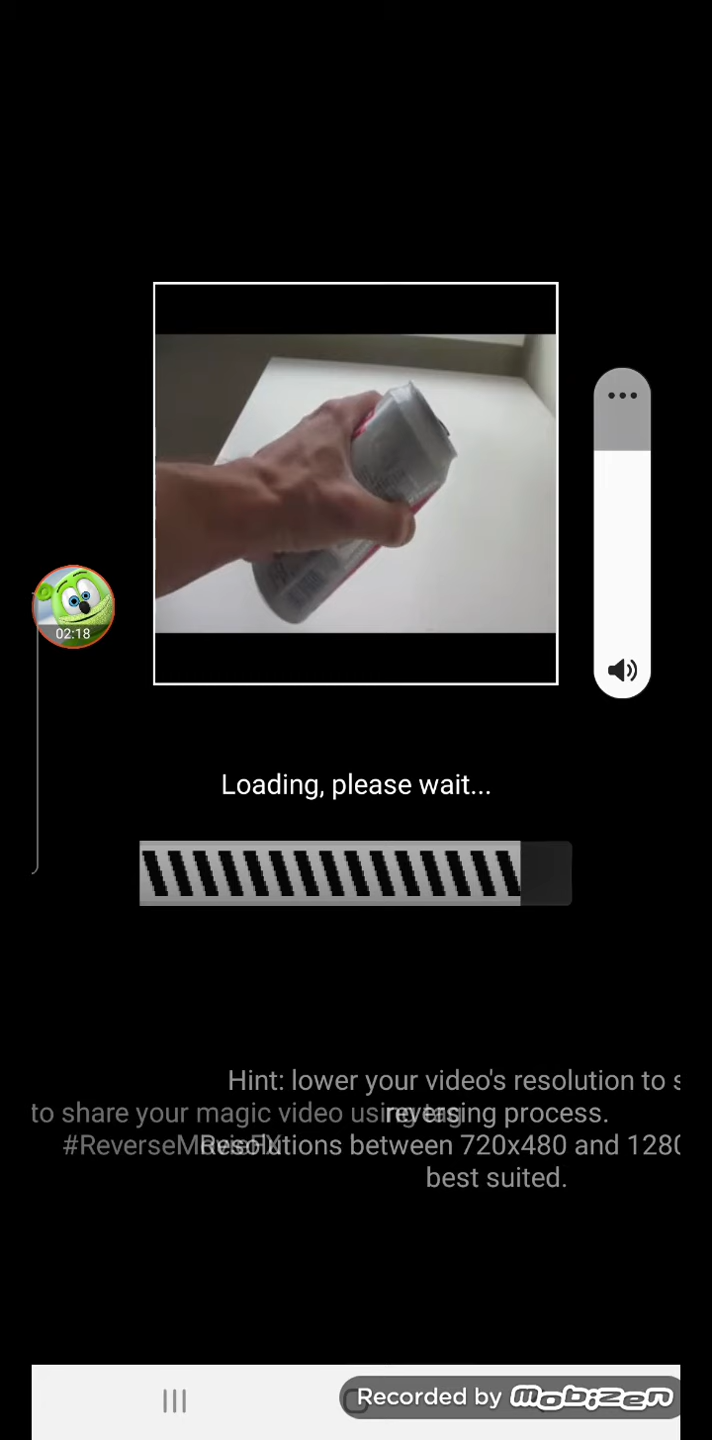 02:18
Loading, please wait...
Hint: lower your video's resolution to s
to share your magic video using tag
reversing process.
#ReverseMovieFX
Resolutions between 720x480 and 1280
best suited.
Recorded by mobizen